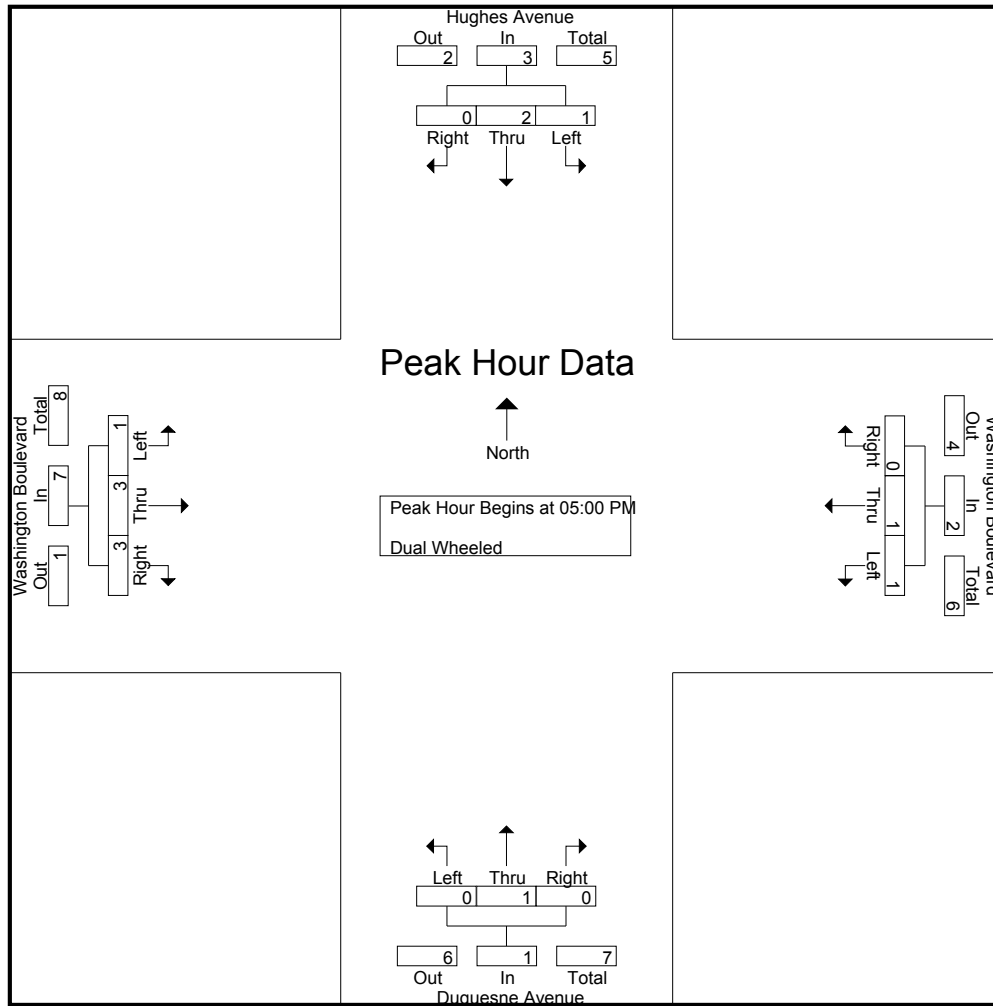 Hughes Avenue
Out In Total
2 3 5
0 2 1
Right Thru Left
Peak Hour Data
North
Peak Hour Begins at 05:00 PM
Dual Wheeled
Washington Boulevard
Total In Out
8 7 1
1 3 3
Left Thru Right
Right Thru Left
0 1 1
4 2 6
Out In Total
Washington Boulevard
Left Thru Right
0 1 0
6 1 7
Out In Total
Duquesne Avenue